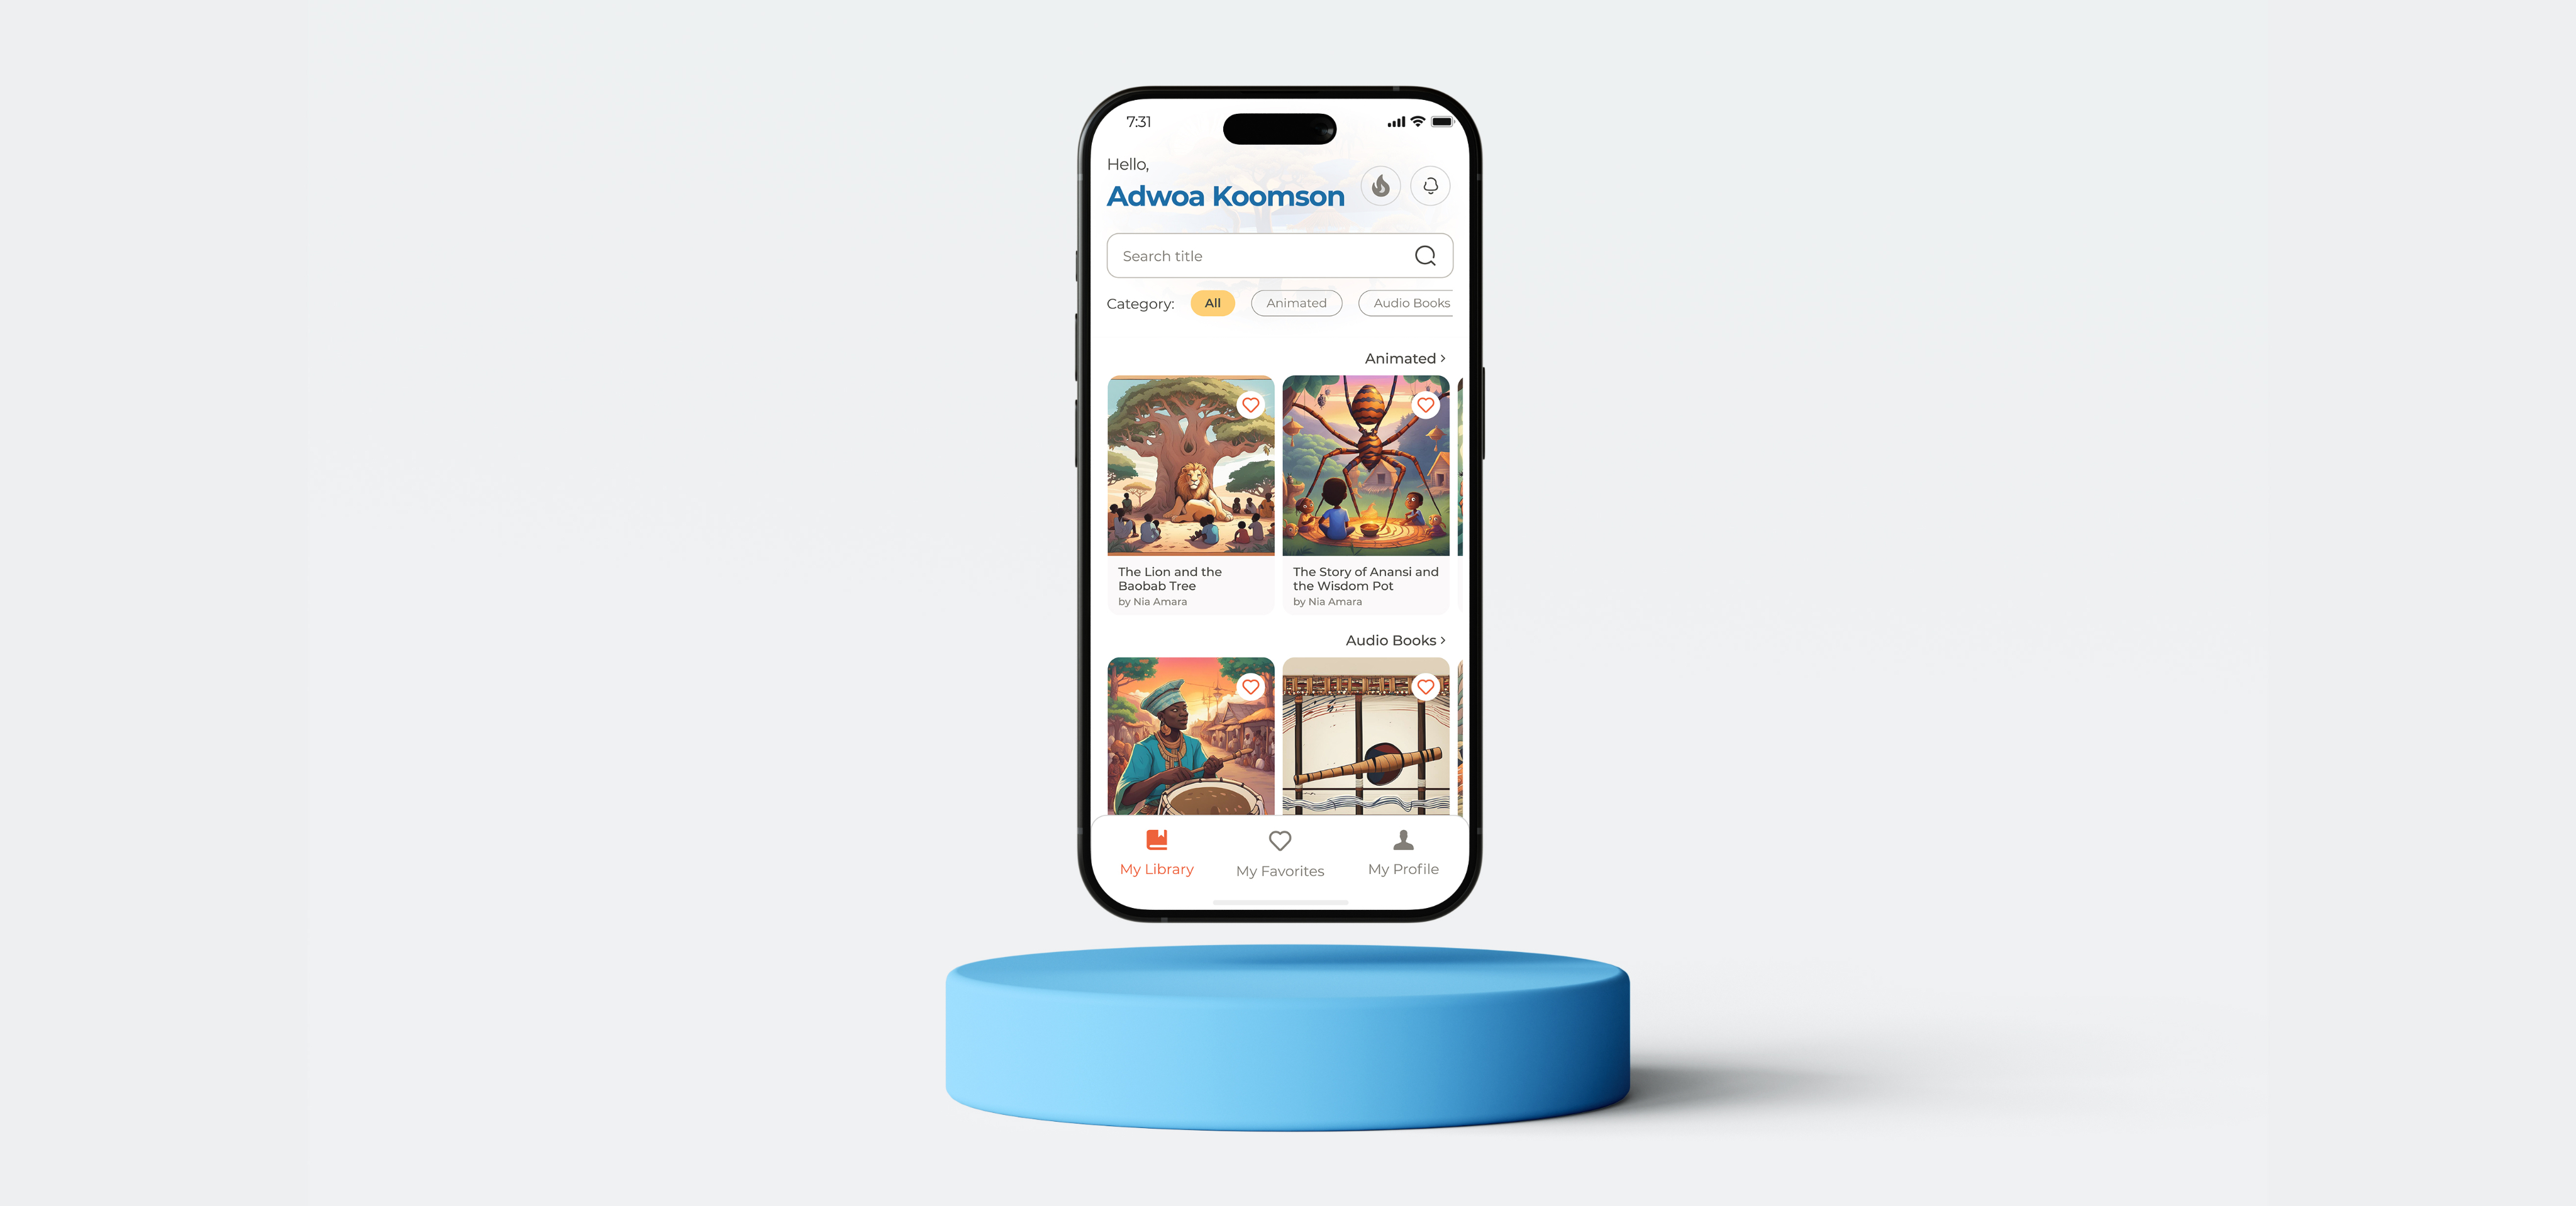 7:31
Hello,
Adwoa Koomson
Search title
Category:
All
Animated
Audio Books
Animated
The Lion and the
Baobab Tree
by Nia Amara
The Story of Anansi and
the Wisdom Pot
by Nia Amara
Audio Books
My Library
My Favorites
My Profile